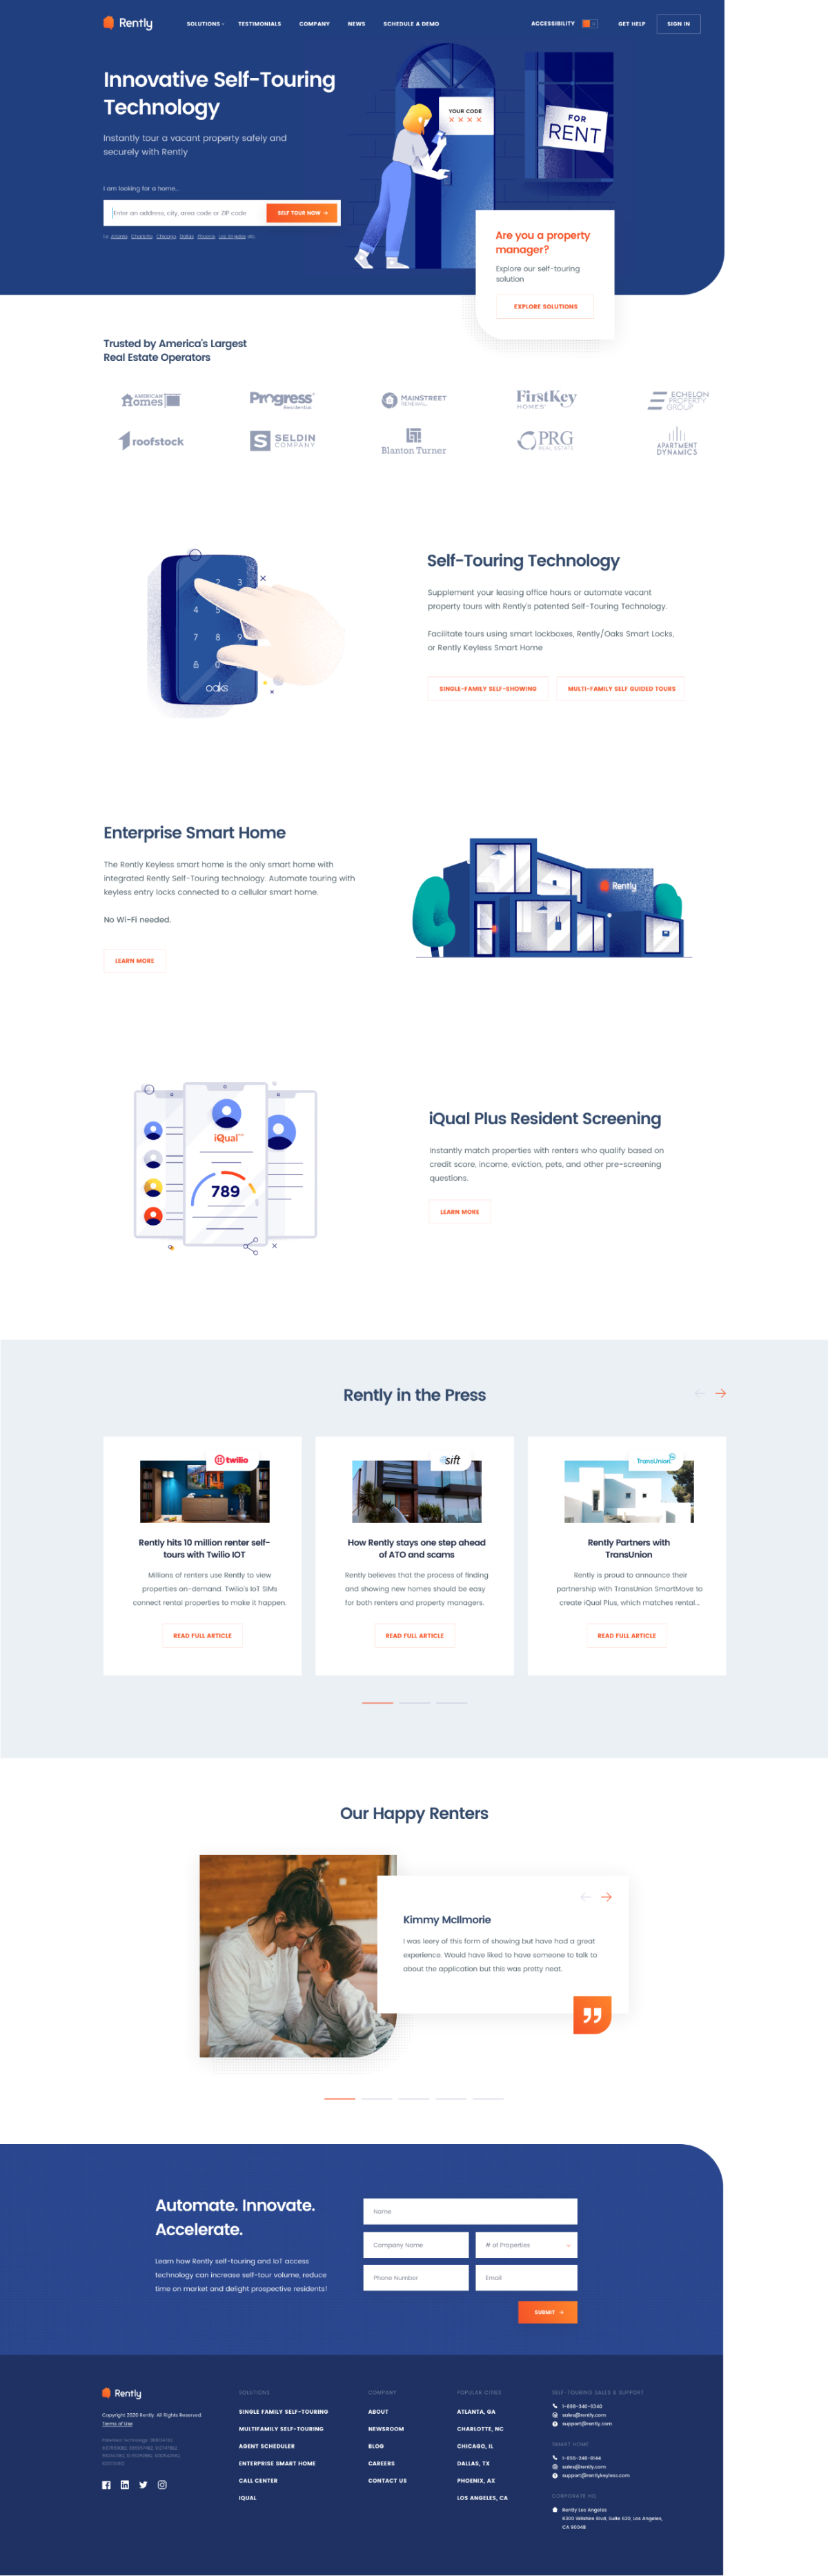 Rently
SOLUTIONS
TESTIMONIALS
COMPANY
NEWS
SCHEDULE A DEMO
ACCESSIBILITY
GET HELP
SIGN IN
Innovative Self-Touring
Technology
Instantly tour a vacant property safely and
securely with Rently
I am looking for a home...
Enter an address, city, area code or ZIP code
SELF TOUR NOW →
i.e. Atlanta, Charlotte, Chicago, Dallas, Phoenix, Los Angeles etc.
YOUR CODE
× × × ×
FOR
RENT
Are you a property
manager?
Explore our self-touring
solution
EXPLORE SOLUTIONS
Trusted by America's Largest
Real Estate Operators
AMERICAN
Homes
Progress
Residential
MAINSTREET
RENEWAL
FirstKey
HOMES
ECHELON
PROPERTY
GROUP
roofstock
S SELDIN
COMPANY
Blanton Turner
PRG
REAL ESTATE
APARTMENT
DYNAMICS
2 3
4 5
7 8 9
0
oaks
Self-Touring Technology
Supplement your leasing office hours or automate vacant
property tours with Rently's patented Self-Touring Technology.
Facilitate tours using smart lockboxes, Rently/Oaks Smart Locks,
or Rently Keyless Smart Home
SINGLE-FAMILY SELF-SHOWING
MULTI-FAMILY SELF GUIDED TOURS
Enterprise Smart Home
The Rently Keyless smart home is the only smart home with
integrated Rently Self-Touring technology. Automate touring with
keyless entry locks connected to a cellular smart home.
No Wi-Fi needed.
LEARN MORE
Rently
iQual™
789
iQual Plus Resident Screening
Instantly match properties with renters who qualify based on
credit score, income, eviction, pets, and other pre-screening
questions.
LEARN MORE
Rently in the Press
twilio
Rently hits 10 million renter self-
tours with Twilio IOT
Millions of renters use Rently to view
properties on-demand. Twilio's IoT SIMs
connect rental properties to make it happen.
READ FULL ARTICLE
sift
How Rently stays one step ahead
of ATO and scams
Rently believes that the process of finding
and showing new homes should be easy
for both renters and property managers.
READ FULL ARTICLE
TransUnion
Rently Partners with
TransUnion
Rently is proud to announce their
partnership with TransUnion SmartMove to
create iQual Plus, which matches rental...
READ FULL ARTICLE
Our Happy Renters
Kimmy McIlmorie
I was leery of this form of showing but have had a great
experience. Would have liked to have someone to talk to
about the application but this was pretty neat.
Automate. Innovate.
Accelerate.
Learn how Rently self-touring and IoT access
technology can increase self-tour volume, reduce
time on market and delight prospective residents!
Name
Company Name
# of Properties
Phone Number
Email
SUBMIT →
Rently
Copyright 2020 Rently. All Rights Reserved.
Terms of Use
SOLUTIONS
SINGLE FAMILY SELF-TOURING
MULTIFAMILY SELF-TOURING
AGENT SCHEDULER
ENTERPRISE SMART HOME
CALL CENTER
IQUAL
COMPANY
ABOUT
NEWSROOM
BLOG
CAREERS
CONTACT US
POPULAR CITIES
ATLANTA, GA
CHARLOTTE, NC
CHICAGO, IL
DALLAS, TX
PHOENIX, AX
LOS ANGELES, CA
SELF-TOURING SALES & SUPPORT
1-888-340-6340
sales@rently.com
support@rently.com
SMART HOME
sales@rently.com
support@rentlykeyless.com
CORPORATE HQ
Rently Los Angeles
6300 Wilshire Blvd, Suite 620, Los Angeles,
CA 90048